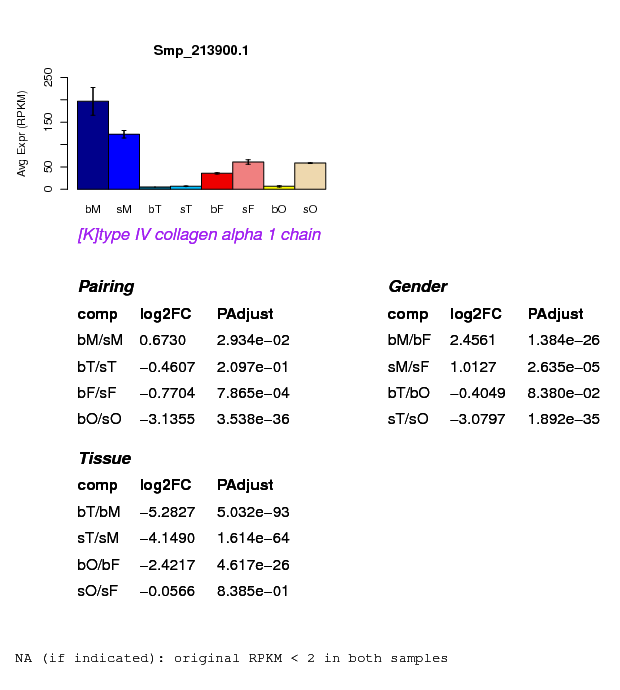 Smp_213900.1
Avg Expr (RPKM)
250
150
50
0
bM sM bT sT bF sF bO sO
[K]type IV collagen alpha 1 chain
Pairing
comp log2FC PAdjust
bM/sM 0.6730 2.934e−02
bT/sT −0.4607 2.097e−01
bF/sF −0.7704 7.865e−04
bO/sO −3.1355 3.538e−36
Gender
comp log2FC PAdjust
bM/bF 2.4561 1.384e−26
sM/sF 1.0127 2.635e−05
bT/bO −0.4049 8.380e−02
sT/sO −3.0797 1.892e−35
Tissue
comp log2FC PAdjust
bT/bM −5.2827 5.032e−93
sT/sM −4.1490 1.614e−64
bO/bF −2.4217 4.617e−26
sO/sF −0.0566 8.385e−01
NA (if indicated): original RPKM < 2 in both samples